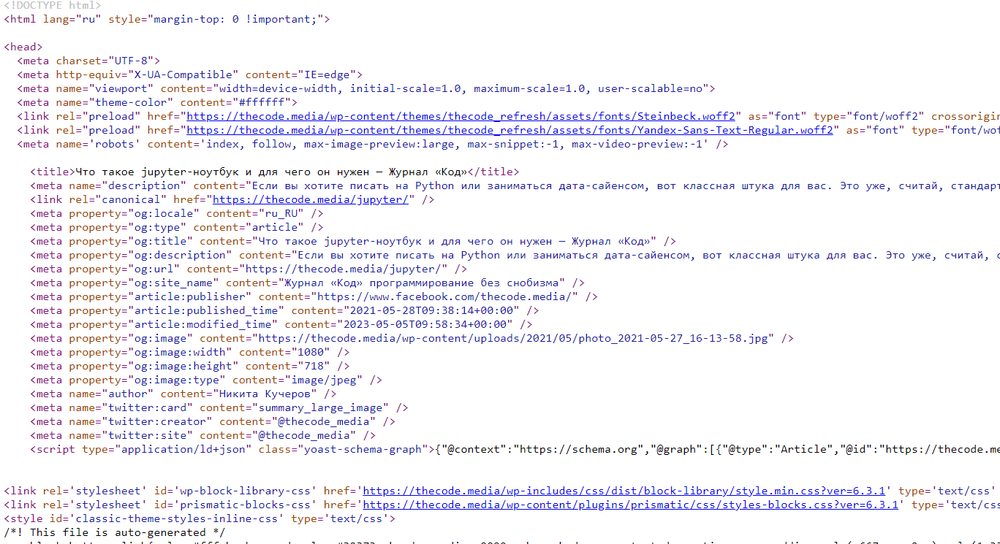 <!DOCTYPE html>
<html lang="ru" style="margin-top: 0 !important;">
<head>
<meta charset="UTF-8">
<meta http-equiv="X-UA-Compatible" content="IE=edge">
<meta name="viewport" content="width=device-width, initial-scale=1.0, maximum-scale=1.0, user-scalable=no">
<meta name="theme-color" content="#ffffff">
<link rel="preload" href="https://thecode.media/wp-content/themes/thecode_refresh/assets/fonts/Steinbeck.woff2" as="font" type="font/woff2" crossorigin
<link rel="preload" href="https://thecode.media/wp-content/themes/thecode_refresh/assets/fonts/Yandex-Sans-Text-Regular.woff2" as="font" type="font/wof
<meta name='robots' content='index, follow, max-image-preview:large, max-snippet:-1, max-video-preview:-1' />
<title>Что такое jupyter-ноутбук и для чего он нужен — Журнал «Код»</title>
<meta name="description" content="Если вы хотите писать на Python или заниматься дата-сайенсом, вот классная штука для вас. Это уже, считай, стандарт
<link rel="canonical" href="https://thecode.media/jupyter/" />
<meta property="og:locale" content="ru_RU" />
<meta property="og:type" content="article" />
<meta property="og:title" content="Что такое jupyter-ноутбук и для чего он нужен — Журнал «Код»" />
<meta property="og:description" content="Если вы хотите писать на Python или заниматься дата-сайенсом, вот классная штука для вас. Это уже, считай, с
<meta property="og:url" content="https://thecode.media/jupyter/" />
<meta property="og:site_name" content="Журнал «Код» программирование без снобизма" />
<meta property="article:publisher" content="https://www.facebook.com/thecode.media/" />
<meta property="article:published_time" content="2021-05-28T09:38:14+00:00" />
<meta property="article:modified_time" content="2023-05-05T09:58:34+00:00" />
<meta property="og:image" content="https://thecode.media/wp-content/uploads/2021/05/photo_2021-05-27_16-13-58.jpg" />
<meta property="og:image:width" content="1080" />
<meta property="og:image:height" content="718" />
<meta property="og:image:type" content="image/jpeg" />
<meta name="author" content="Никита Кучеров" />
<meta name="twitter:card" content="summary_large_image" />
<meta name="twitter:creator" content="@thecode_media" />
<meta name="twitter:site" content="@thecode_media" />
<script type="application/ld+json" class="yoast-schema-graph">{"@context":"https://schema.org","@graph":[{"@type":"Article","@id":"https://thecode.me
<link rel='stylesheet' id='wp-block-library-css' href='https://thecode.media/wp-includes/css/dist/block-library/style.min.css?ver=6.3.1' type='text/css'
<link rel='stylesheet' id='prismatic-blocks-css' href='https://thecode.media/wp-content/plugins/prismatic/css/styles-blocks.css?ver=6.3.1' type='text/css
<style id='classic-theme-styles-inline-css' type='text/css'>
/*! This file is auto-generated */